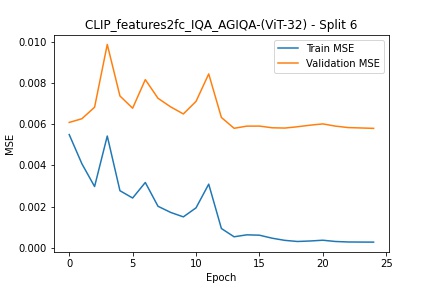 CLIP_features2fc_IQA_AGIQA-(ViT-32) - Split 6
Train MSE
Validation MSE
MSE
0.010
0.008
0.006
0.004
0.002
0.000
0 5 10 15 20 25
Epoch